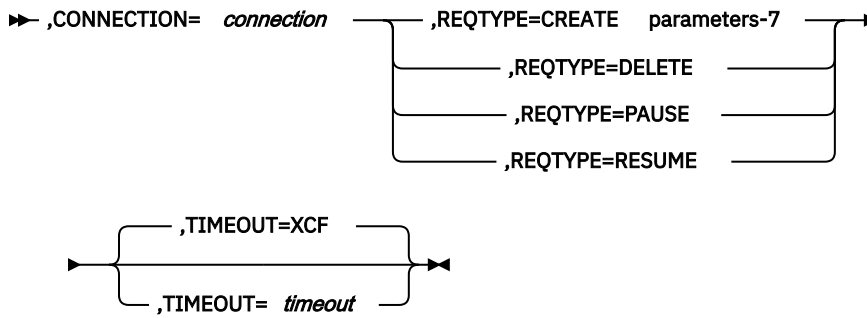 ,CONNECTION= connection ,REQTYPE=CREATE parameters-7
,REQTYPE=DELETE
,REQTYPE=PAUSE
,REQTYPE=RESUME
,TIMEOUT=XCF
,TIMEOUT= timeout